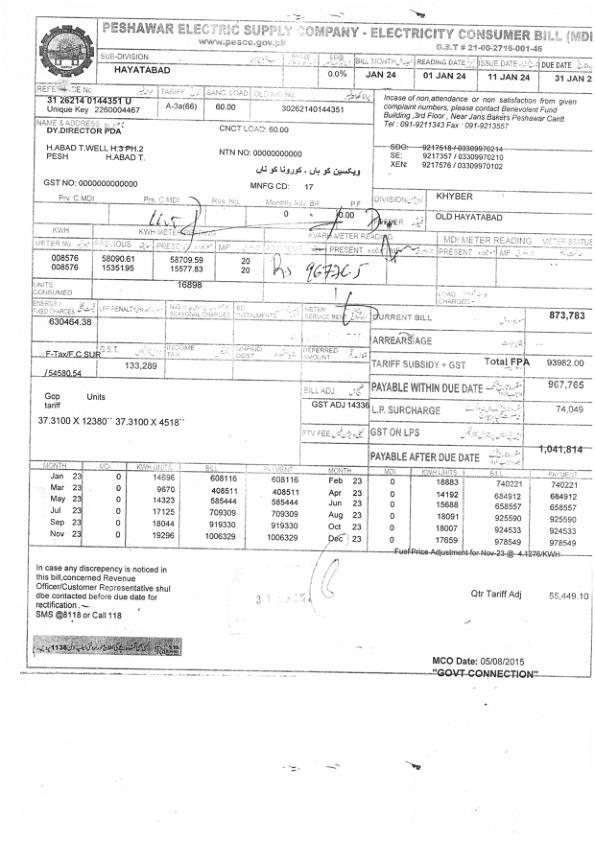 PESHAWAR ELECTRIC SUPPLY COMPANY - ELECTRICITY CONSUMER BILL (MDI
www.pesco.gov.pk
G.S.T # 21-00-2716-001-46
SUB-DIVISION
HAYATABAD
0.0%
BILL MONTH
JAN 24
READING DATE
01 JAN 24
ISSUE DATE
11 JAN 24
DUE DATE
31 JAN 2
31 26214 0144351 U
Unique Key 2260004467
TARIFF
A-3a(66)
SANC. LOAD
60.00
OLD A/C No.
30262140144351
Incase of non,attendance or non satisfaction from given
complaint numbers, please contact Benevolent Fund
Building ,3rd Floor , Near Jans Bakers Peshawar Cantt.
Tel : 091-9211343 Fax : 091-9213557
NAME & ADDRESS
DY.DIRECTOR PDA
CNCT LOAD: 60.00
H.ABAD T.WELL H:3 PH.2
PESH H.ABAD T.
NTN NO: 00000000000
SDO: 9217518 / 03309970214
SE: 9217357 / 03309970210
XEN: 9217576 / 03309970102
ویکسین کو ہاں ، کورونا کو ناں
GST NO: 0000000000000
MNFG CD: 17
Prv. C.MDI
Prs. C.MDI
Res. No.
Monthly Adv. Bill
P.F
0
0.00
DIVISION
KHYBER
OLD HAYATABAD
KWH
KWH METER READING
KVARH METER READING
MDI METER READING
METER STATUS
METER No.
PREVIOUS
PRESENT
MF
PRESENT
MF
PREVIOUS
PRESENT
008576 58090.61 58709.59 20
008576 15351.95 15577.83 20
Rs 967765
UNITS
CONSUMED
16898
ENERGY /
FIXED CHARGES
LPF PENALTY
SEASONAL CHARGES
ED
INSTALMENTS
METER
SERVICE RENT
630464.38
CURRENT BILL
873,783
ARREARS/AGE
F-Tax/F.C.SUR
G.S.T.
INCOME
TAX
UNPAID
DEBT
DEFERRED
AMOUNT
133,289
/54580.54
TARIFF SUBSIDY + GST
Total FPA
93982.00
PAYABLE WITHIN DUE DATE
967,765
Gop Units
tariff
37.3100 X 12380` 37.3100 X 4518``
BILL ADJ
GST ADJ 14336
L.P. SURCHARGE
74,049
PTV FEE
GST ON LPS
PAYABLE AFTER DUE DATE
1,041,814
MONTH MDI KWH UNITS BILL PAYMENT MONTH MDI KWH UNITS BILL PAYMENT
Jan 23 0 14696 608116 608116 Feb 23 0 18883 740221 740221
Mar 23 0 9670 408511 408511 Apr 23 0 14192 684912 684912
May 23 0 14323 585444 585444 Jun 23 0 15688 658557 658557
Jul 23 0 17125 709309 709309 Aug 23 0 18091 925590 925590
Sep 23 0 18044 919330 919330 Oct 23 0 18007 924533 924533
Nov 23 0 19296 1006329 1006329 Dec 23 0 17659 978549 978549
Fuel Price Adjustment for Nov-23 @ 4.1276/KWH
In case any discrepency is noticed in
this bill,concerned Revenue
Officer/Customer Representative shul
dbe contacted before due date for
rectification .
SMS @8118 or Call 118
Qtr Tariff Adj 55,449.10
MCO Date: 05/08/2015
"GOVT CONNECTION"